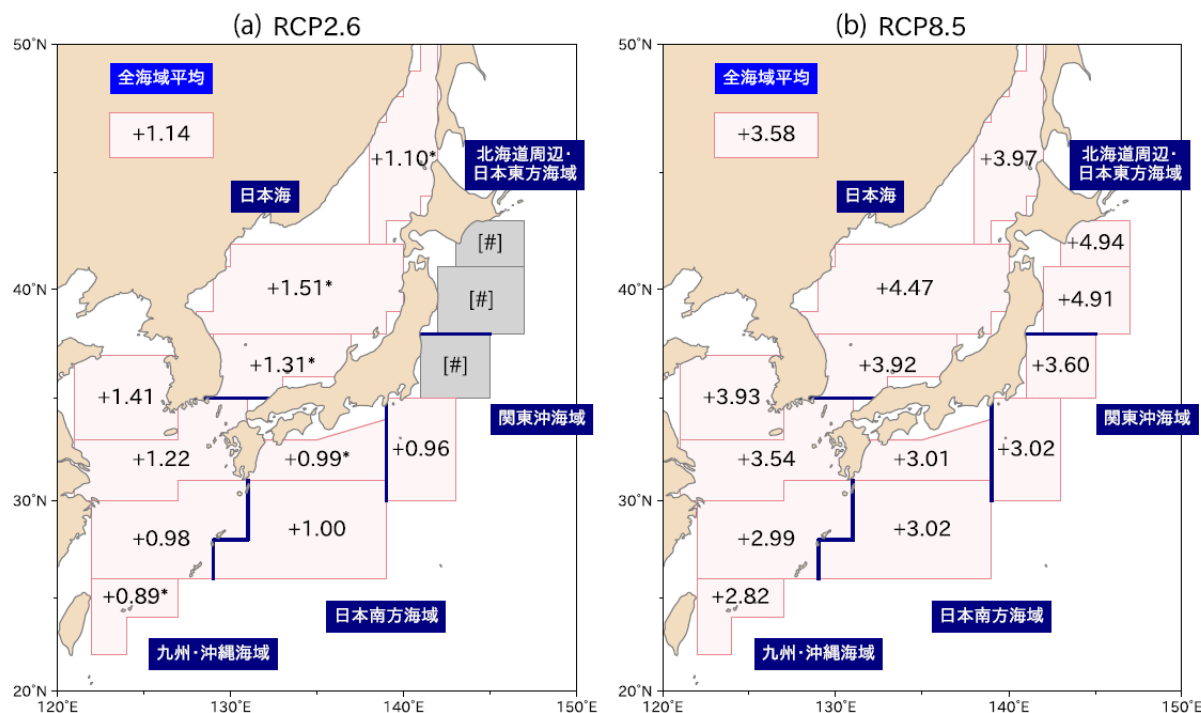 (a) RCP2.6
50°N
40°N
30°N
20°N
120°E
130°E
140°E
150°E
全海域平均
+1.14
日本海
北海道周辺・
日本東方海域
+1.10*
[#]
+1.51*
[#]
+1.31*
[#]
+1.41
関東沖海域
+1.22
+0.99*
+0.96
+0.98
+1.00
+0.89*
日本南方海域
九州・沖縄海域
(b) RCP8.5
50°N
40°N
30°N
20°N
120°E
130°E
140°E
150°E
全海域平均
+3.58
日本海
北海道周辺・
日本東方海域
+3.97
+4.94
+4.47
+4.91
+3.92
+3.60
+3.93
関東沖海域
+3.54
+3.01
+3.02
+2.99
+3.02
+2.82
日本南方海域
九州・沖縄海域